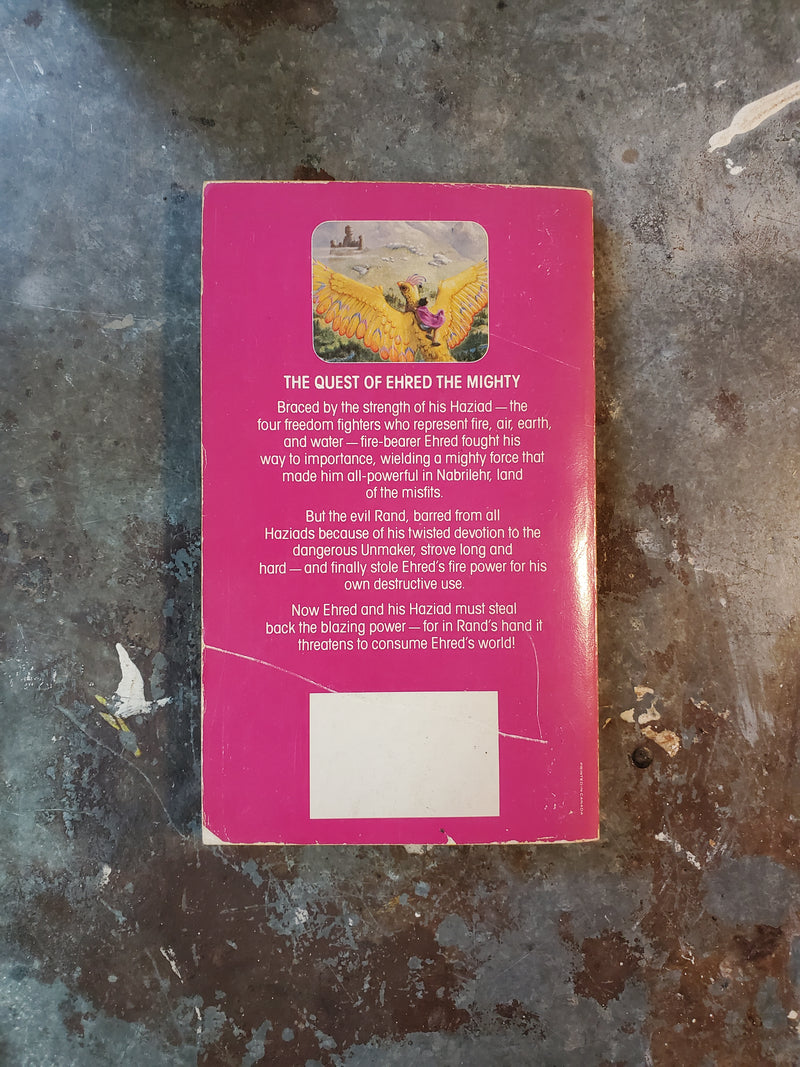 THE QUEST OF EHRED THE MIGHTY
Braced by the strength of his Haziad — the
four freedom fighters who represent fire, air, earth,
and water — fire-bearer Ehred fought his
way to importance, wielding a mighty force that
made him all-powerful in Nabrilehr, land
of the misfits.
But the evil Rand, barred from all
Haziads because of his twisted devotion to the
dangerous Unmaker, strove long and
hard — and finally stole Ehred's fire power for his
own destructive use.
Now Ehred and his Haziad must steal
back the blazing power — for in Rand's hand it
threatens to consume Ehred's world!
PRINTED IN CANADA